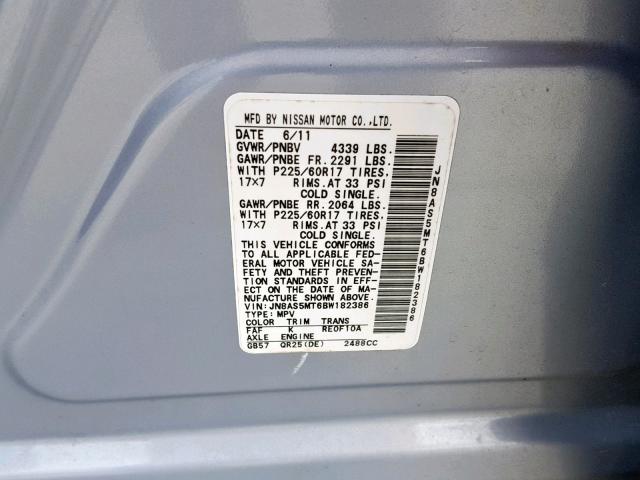 MFD BY NISSAN MOTOR CO.,LTD.
DATE 6/11
GVWR/PNBV 4339 LBS.
GAWR/PNBE FR. 2291 LBS.
WITH P225/60R17 TIRES.
17×7 RIMS. AT 33 PSI
COLD SINGLE.
GAWR/PNBE RR. 2064 LBS.
WITH P225/60R17 TIRES.
17×7 RIMS. AT 33 PSI
COLD SINGLE.
THIS VEHICLE CONFORMS
TO ALL APPLICABLE FED-
ERAL MOTOR VEHICLE SA-
FETY AND THEFT PREVEN-
TION STANDARDS IN EFF-
ECT ON THE DATE OF MA-
NUFACTURE SHOWN ABOVE.
VIN: JN8AS5MT6BW182386
TYPE: MPV
COLOR TRIM TRANS
FAF K RE0F10A
AXLE ENGINE
GB57 QR25(DE) 2488CC
JN8AS5MT6BW182386